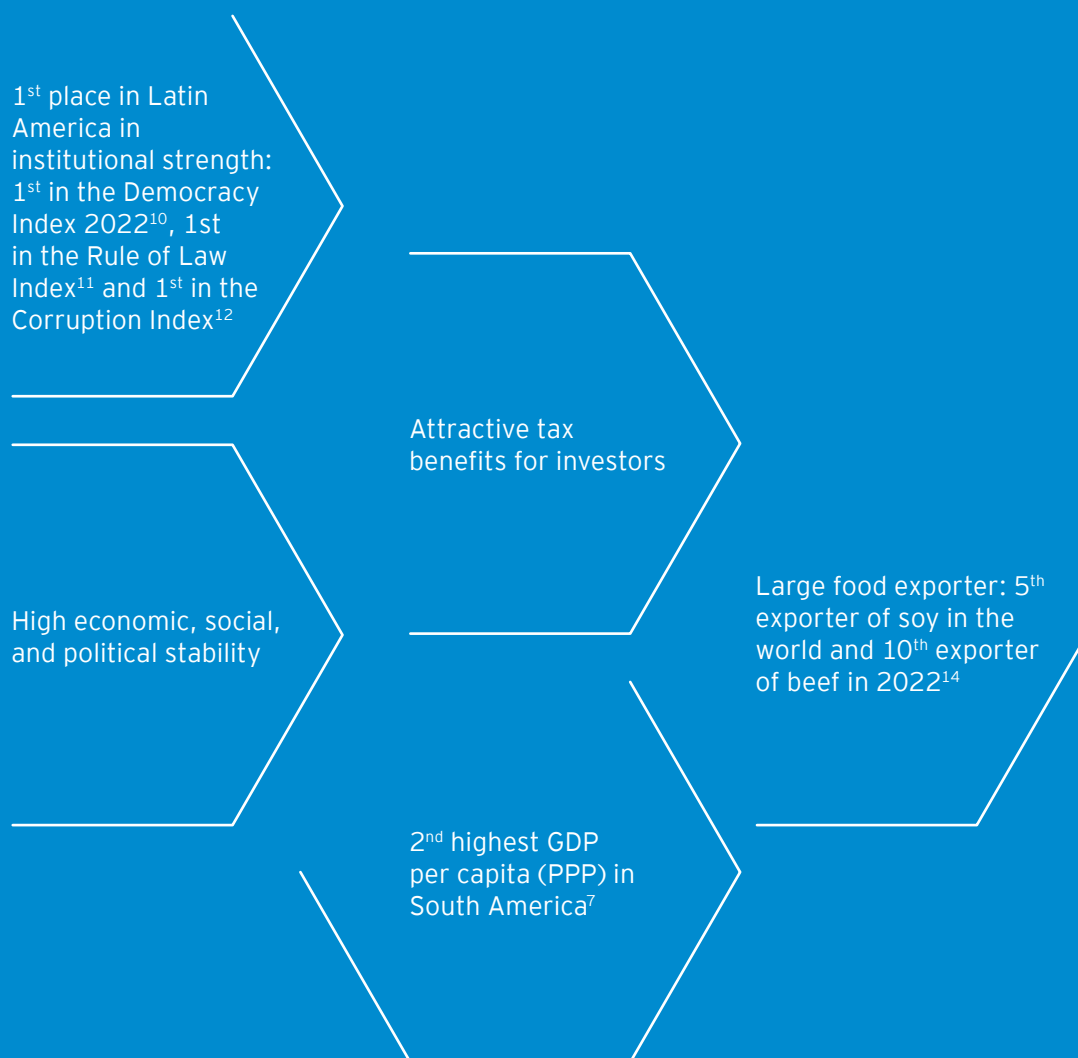 1st place in Latin
America in
institutional strength:
1st in the Democracy
Index 2022¹⁰, 1st
in the Rule of Law
Index¹¹ and 1st in the
Corruption Index¹²
Attractive tax
benefits for investors
High economic, social,
and political stability
Large food exporter: 5th
exporter of soy in the
world and 10th exporter
of beef in 2022¹⁴
2nd highest GDP
per capita (PPP) in
South America⁷